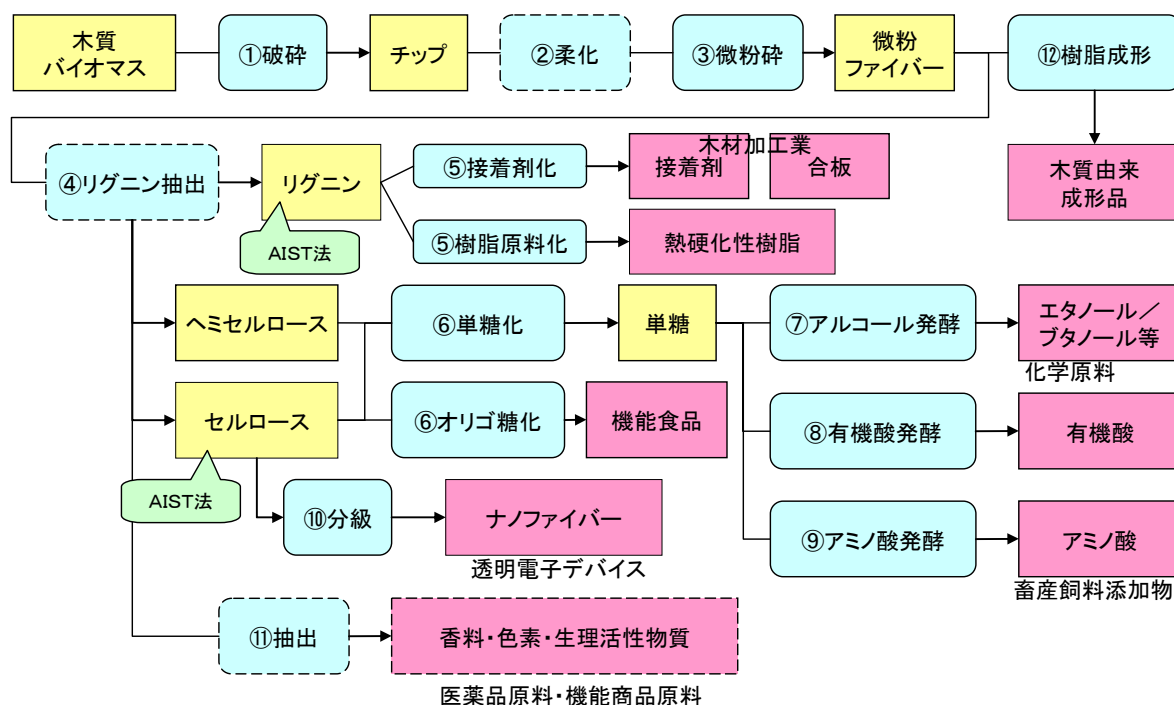 木質
バイオマス
①破砕
チップ
②柔化
③微粉砕
微粉
ファイバー
⑫樹脂成形
木質由来
成形品
④リグニン抽出
リグニン
AIST法
⑤接着剤化
木材加工業
接着剤
合板
⑤樹脂原料化
熱硬化性樹脂
ヘミセルロース
⑥単糖化
単糖
⑦アルコール発酵
エタノール／
ブタノール等
化学原料
セルロース
AIST法
⑥オリゴ糖化
機能食品
⑧有機酸発酵
有機酸
⑩分級
ナノファイバー
透明電子デバイス
⑨アミノ酸発酵
アミノ酸
畜産飼料添加物
⑪抽出
香料・色素・生理活性物質
医薬品原料・機能商品原料